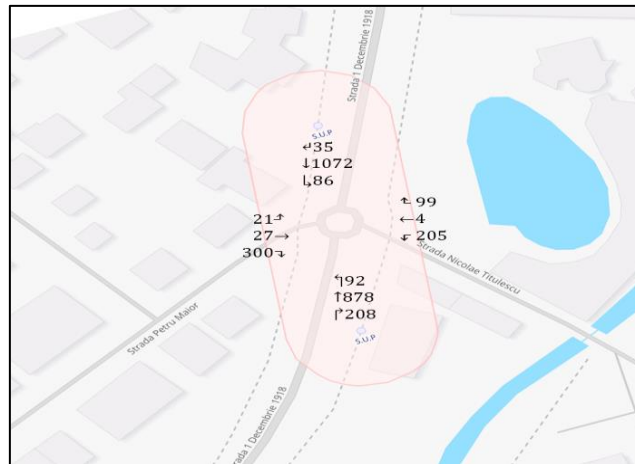 Strada 1 Decembrie 1918
S.U.P
↵35
↓1072
↳86
21⬏
27→
300⬎
⬑99
←4
⬐205
Strada Nicolae Titulescu
↰92
↑878
↱208
S.U.P
Strada Petru Maior
Strada 1 Decembrie 1918